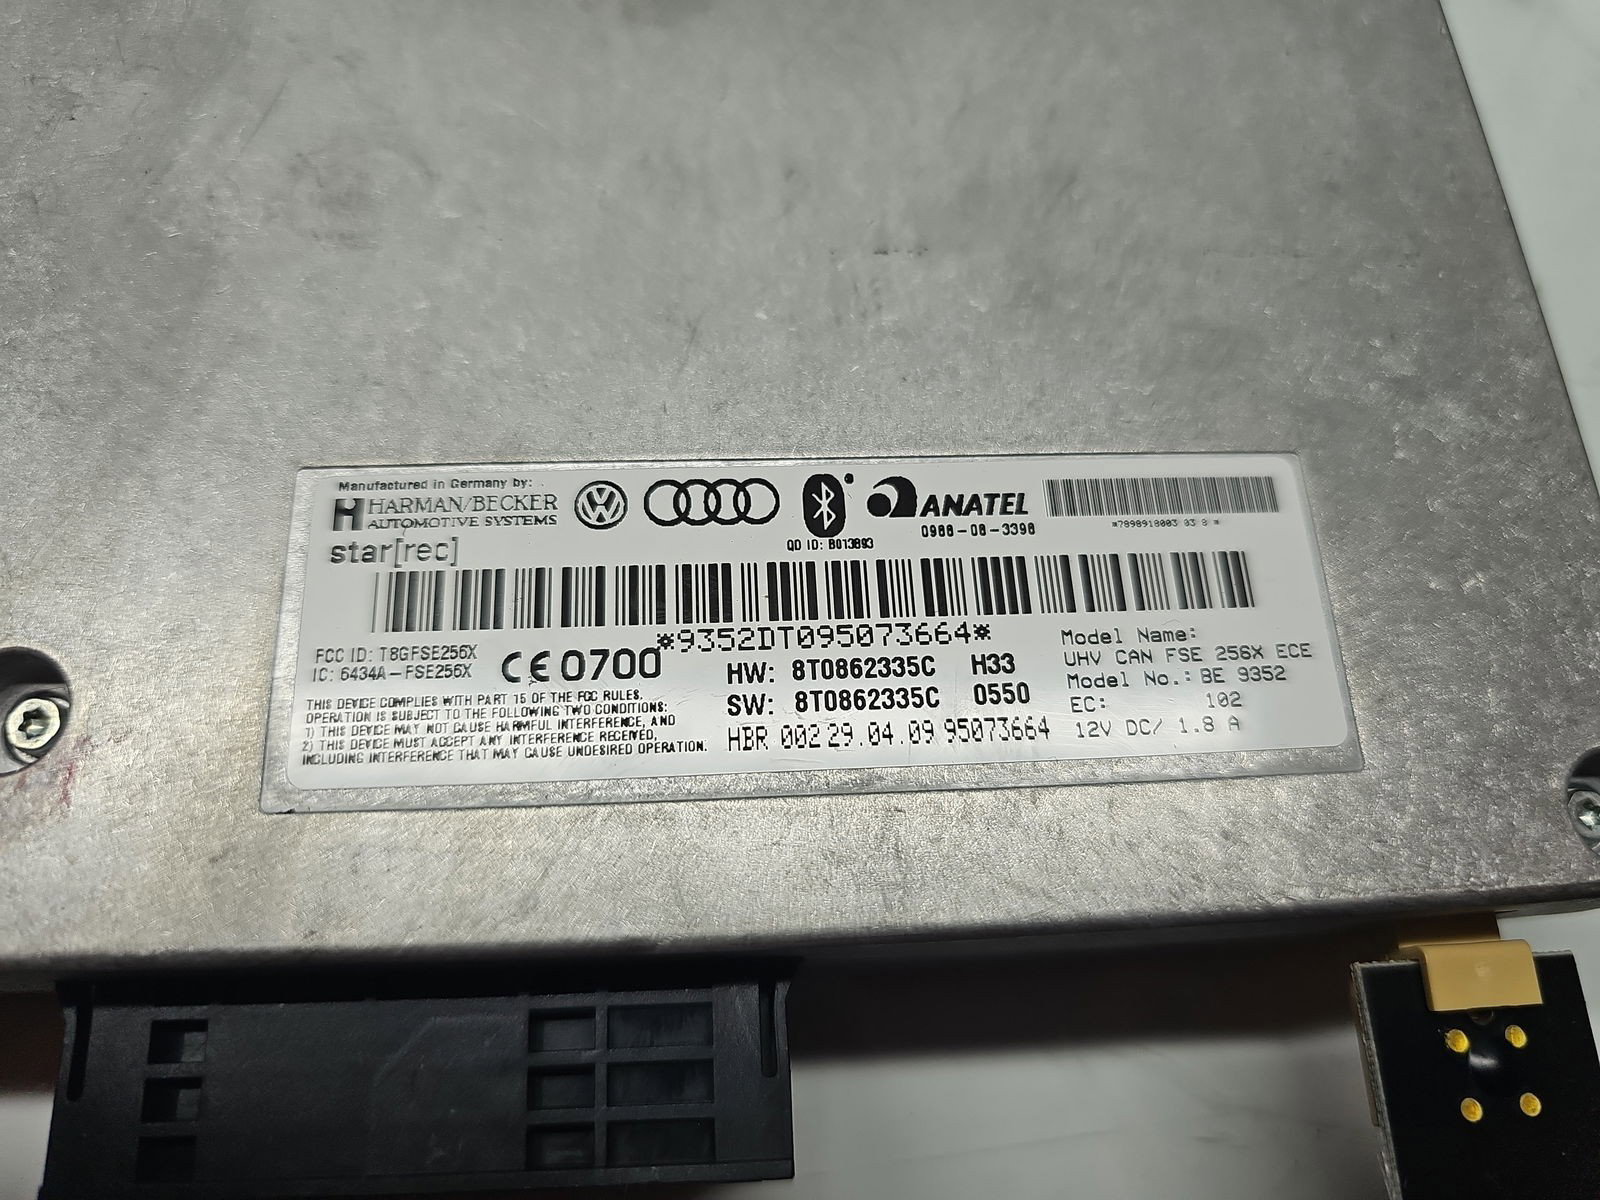 Manufactured in Germany by:
HARMAN/BECKER
AUTOMOTIVE SYSTEMS
star[rec]
QD ID: B013893
ANATEL
0988-08-3398
*9352DT095073664*
FCC ID: T8GFSE256X
IC: 6434A-FSE256X
CE 0700
THIS DEVICE COMPLIES WITH PART 15 OF THE FCC RULES.
OPERATION IS SUBJECT TO THE FOLLOWING TWO CONDITIONS:
1) THIS DEVICE MAY NOT CAUSE HARMFUL INTERFERENCE, AND
2) THIS DEVICE MUST ACCEPT ANY INTERFERENCE RECEIVED,
INCLUDING INTERFERENCE THAT MAY CAUSE UNDESIRED OPERATION.
HW: 8T0862335C H33
SW: 8T0862335C 0550
HBR 002 29.04.09 95073664
Model Name:
UHV CAN FSE 256X ECE
Model No.: BE 9352
EC: 102
12V DC/ 1.8 A